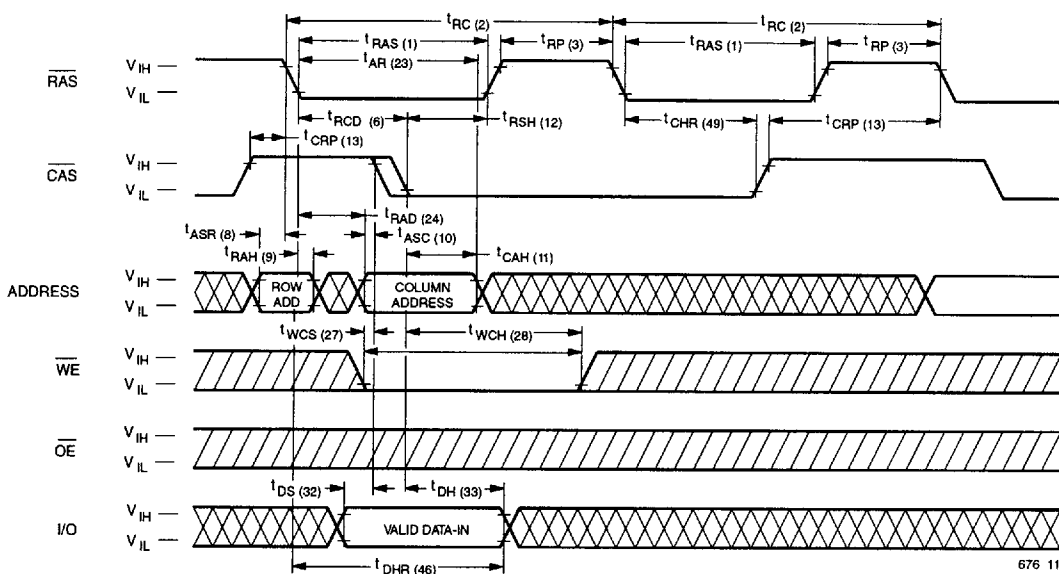 tRC (2) tRC (2)
tRAS (1) tRP (3) tRAS (1) tRP (3)
tAR (23)
RAS VIH
VIL
tRCD (6) tRSH (12) tCHR (49) tCRP (13)
tCRP (13)
CAS VIH
VIL
tRAD (24)
tASR (8) tASC (10)
tRAH (9) tCAH (11)
ADDRESS VIH
VIL
ROW
ADD
COLUMN
ADDRESS
tWCS (27) tWCH (28)
WE VIH
VIL
OE VIH
VIL
tDS (32) tDH (33)
I/O VIH
VIL
VALID DATA-IN
tDHR (46)
676 11